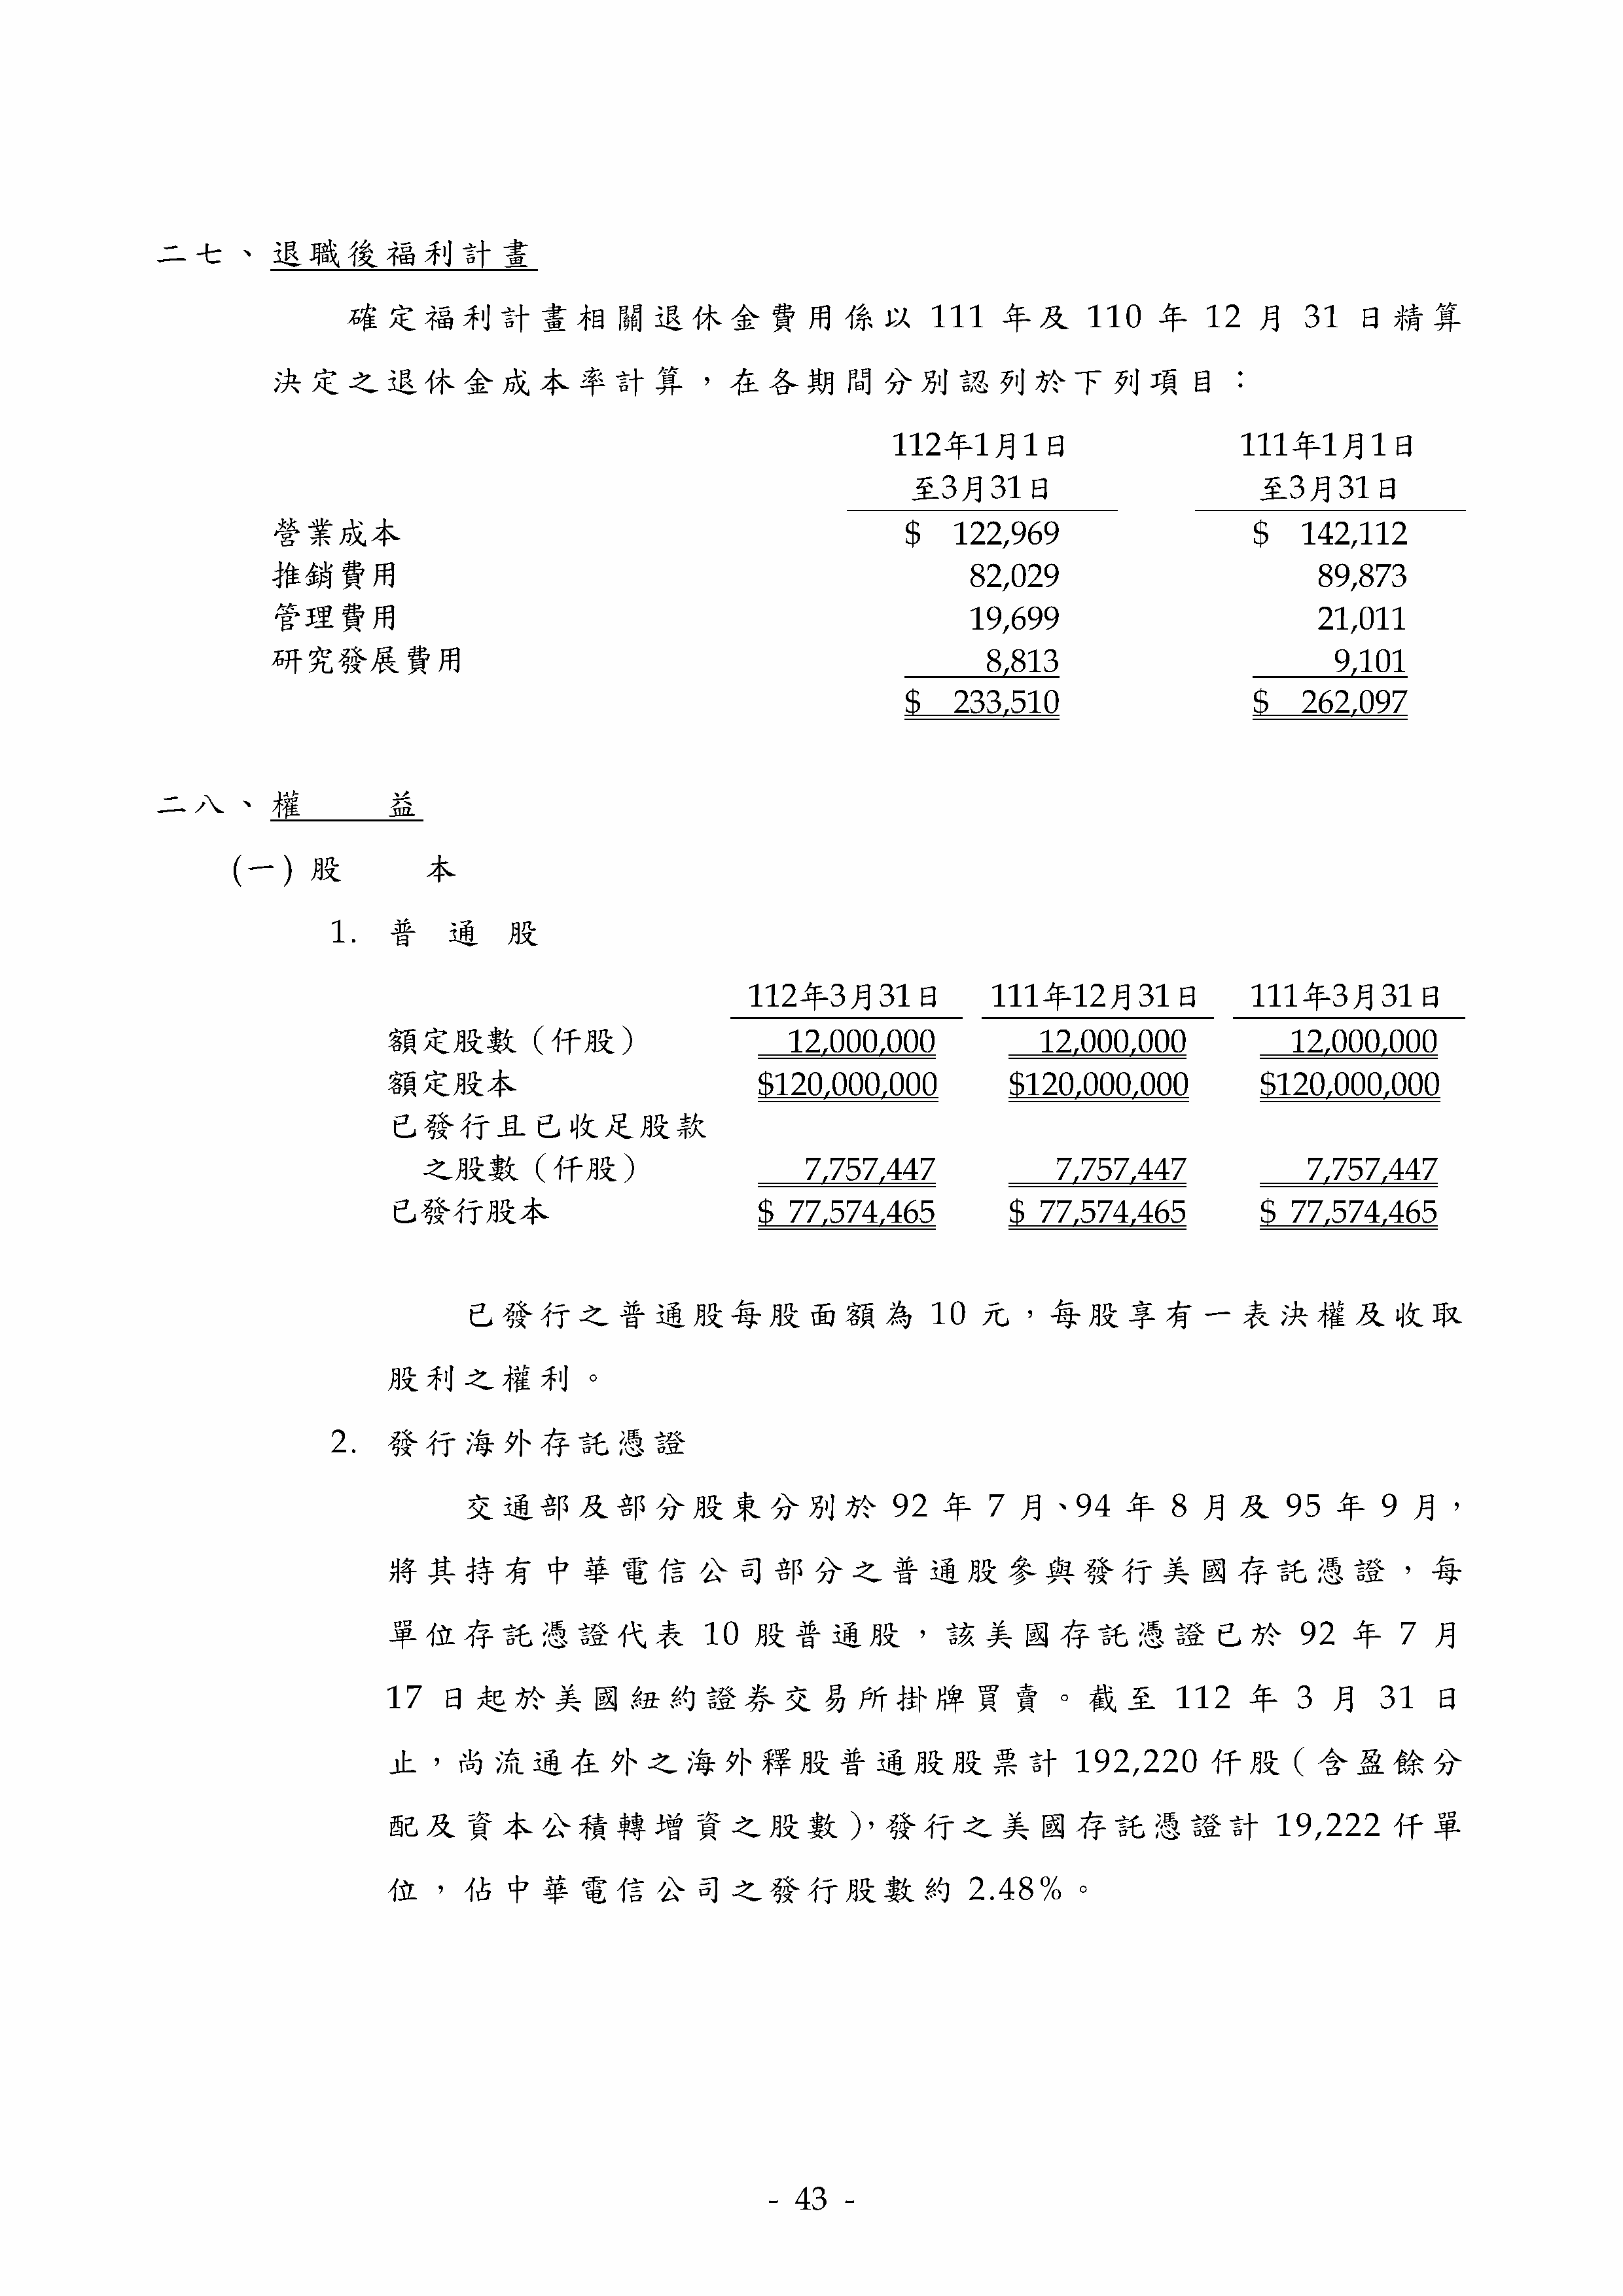 二七、退職後福利計畫
確定福利計畫相關退休金費用係以 111 年及 110 年 12 月 31 日精算
決定之退休金成本率計算，在各期間分別認列於下列項目：
112年1月1日 111年1月1日
至3月31日 至3月31日
營業成本 $ 122,969 $ 142,112
推銷費用 82,029 89,873
管理費用 19,699 21,011
研究發展費用 8,813 9,101
$ 233,510 $ 262,097
二八、權 益
(一) 股 本
1. 普 通 股
112年3月31日 111年12月31日 111年3月31日
額定股數（仟股） 12,000,000 12,000,000 12,000,000
額定股本 $120,000,000 $120,000,000 $120,000,000
已發行且已收足股款
之股數（仟股） 7,757,447 7,757,447 7,757,447
已發行股本 $ 77,574,465 $ 77,574,465 $ 77,574,465
已發行之普通股每股面額為 10 元，每股享有一表決權及收取
股利之權利。
2. 發行海外存託憑證
交通部及部分股東分別於 92 年 7 月、94 年 8 月及 95 年 9 月，
將其持有中華電信公司部分之普通股參與發行美國存託憑證，每
單位存託憑證代表 10 股普通股，該美國存託憑證已於 92 年 7 月
17 日起於美國紐約證券交易所掛牌買賣。截至 112 年 3 月 31 日
止，尚流通在外之海外釋股普通股股票計 192,220 仟股（含盈餘分
配及資本公積轉增資之股數），發行之美國存託憑證計 19,222 仟單
位，佔中華電信公司之發行股數約 2.48%。
- 43 -